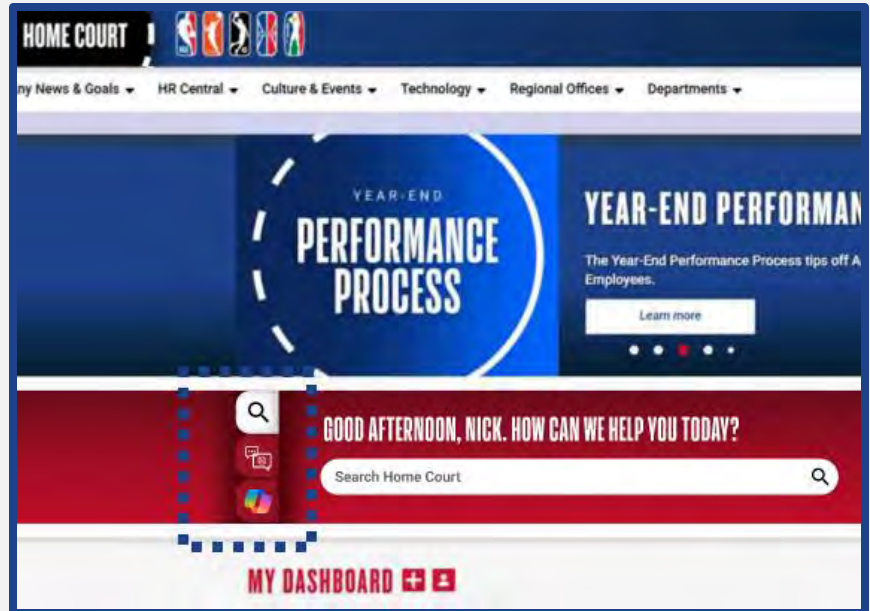 HOME COURT
ny News & Goals HR Central Culture & Events Technology Regional Offices Departments
YEAR-END
PERFORMANCE
PROCESS
YEAR-END PERFORMAN
The Year-End Performance Process tips off A
Employees.
Learn more
GOOD AFTERNOON, NICK. HOW CAN WE HELP YOU TODAY?
Search Home Court
MY DASHBOARD